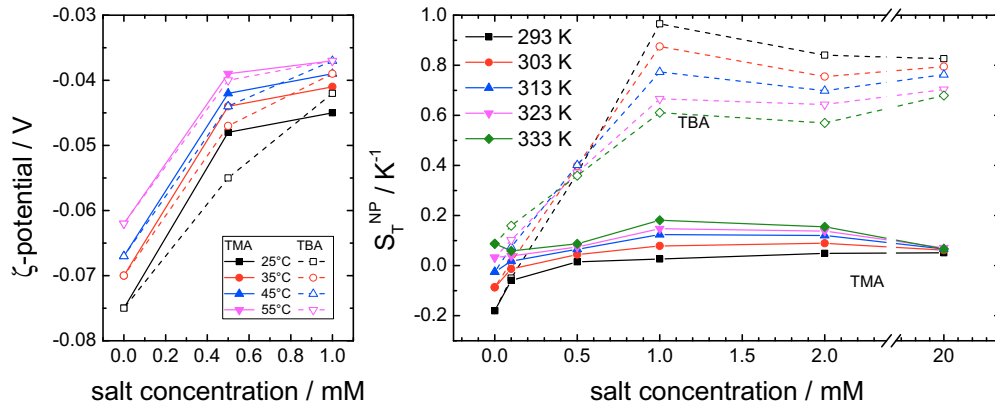 -0.03
-0.04
-0.05
-0.06
-0.07
-0.08
ζ-potential / V
TMA TBA
25°C
35°C
45°C
55°C
0.0 0.2 0.4 0.6 0.8 1.0
salt concentration / mM
1.0
0.8
0.6
0.4
0.2
0.0
-0.2
S_T^NP / K^-1
293 K
303 K
313 K
323 K
333 K
TBA
TMA
0.0 0.5 1.0 1.5 2.0 20
salt concentration / mM